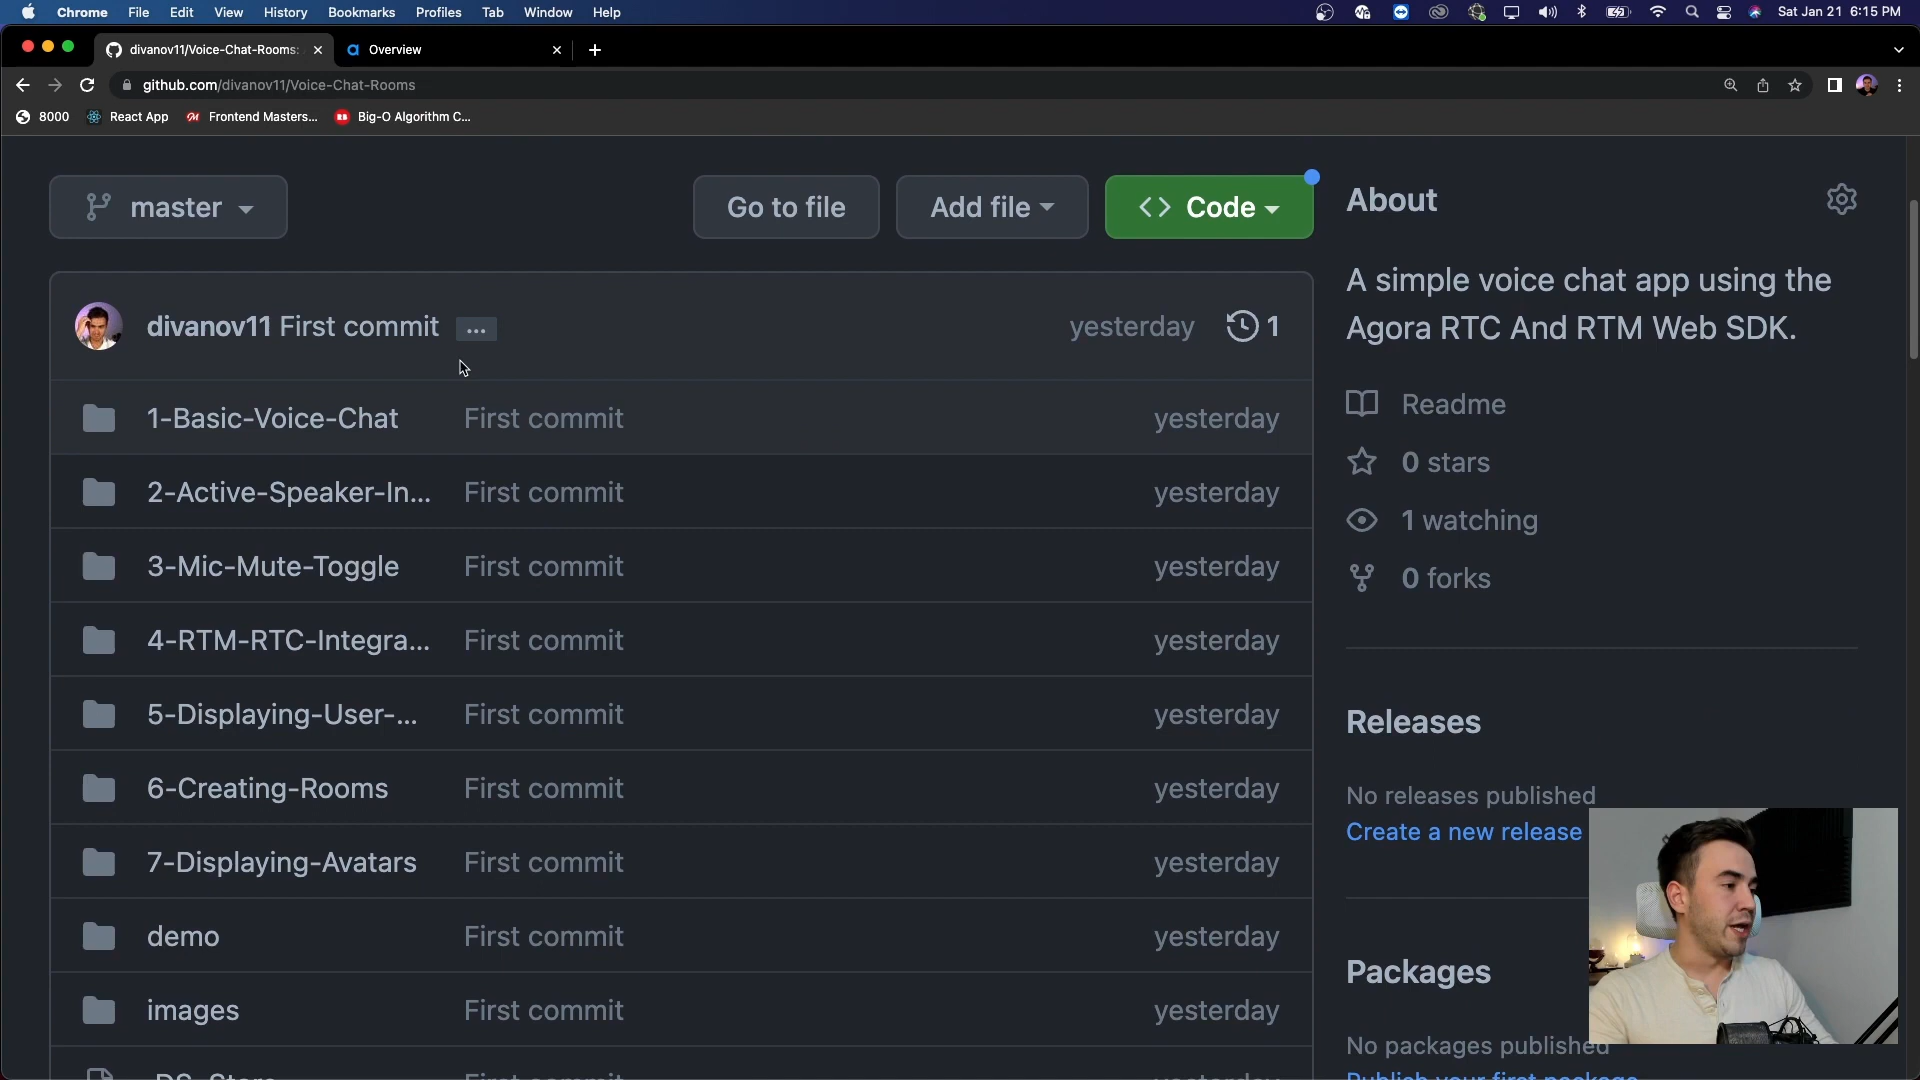 Chrome File Edit View History Bookmarks Profiles Tab Window Help Sat Jan 21 6:15 PM
divanov11/Voice-Chat-Rooms: Overview
github.com/divanov11/Voice-Chat-Rooms
8000 React App Frontend Masters... Big-O Algorithm C...
master Go to file Add file Code
About
A simple voice chat app using the
Agora RTC And RTM Web SDK.
divanov11 First commit ... yesterday 1
1-Basic-Voice-Chat First commit yesterday
2-Active-Speaker-In... First commit yesterday
3-Mic-Mute-Toggle First commit yesterday
4-RTM-RTC-Integra... First commit yesterday
5-Displaying-User-... First commit yesterday
6-Creating-Rooms First commit yesterday
7-Displaying-Avatars First commit yesterday
demo First commit yesterday
images First commit yesterday
Readme
0 stars
1 watching
0 forks
Releases
No releases published
Create a new release
Packages
No packages published